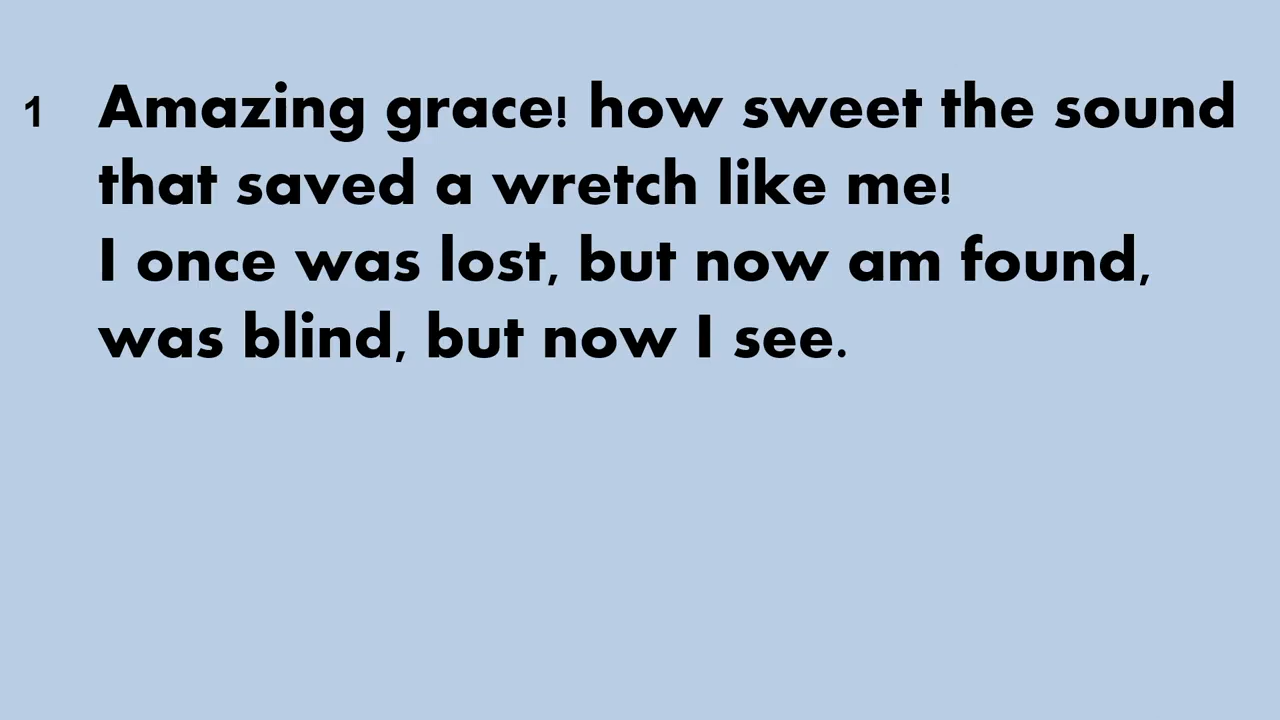 1 Amazing grace! how sweet the sound
that saved a wretch like me!
I once was lost, but now am found,
was blind, but now I see.